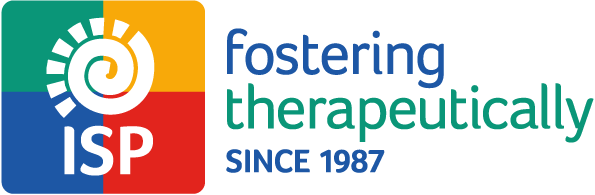 ISP
fostering
therapeutically
SINCE 1987